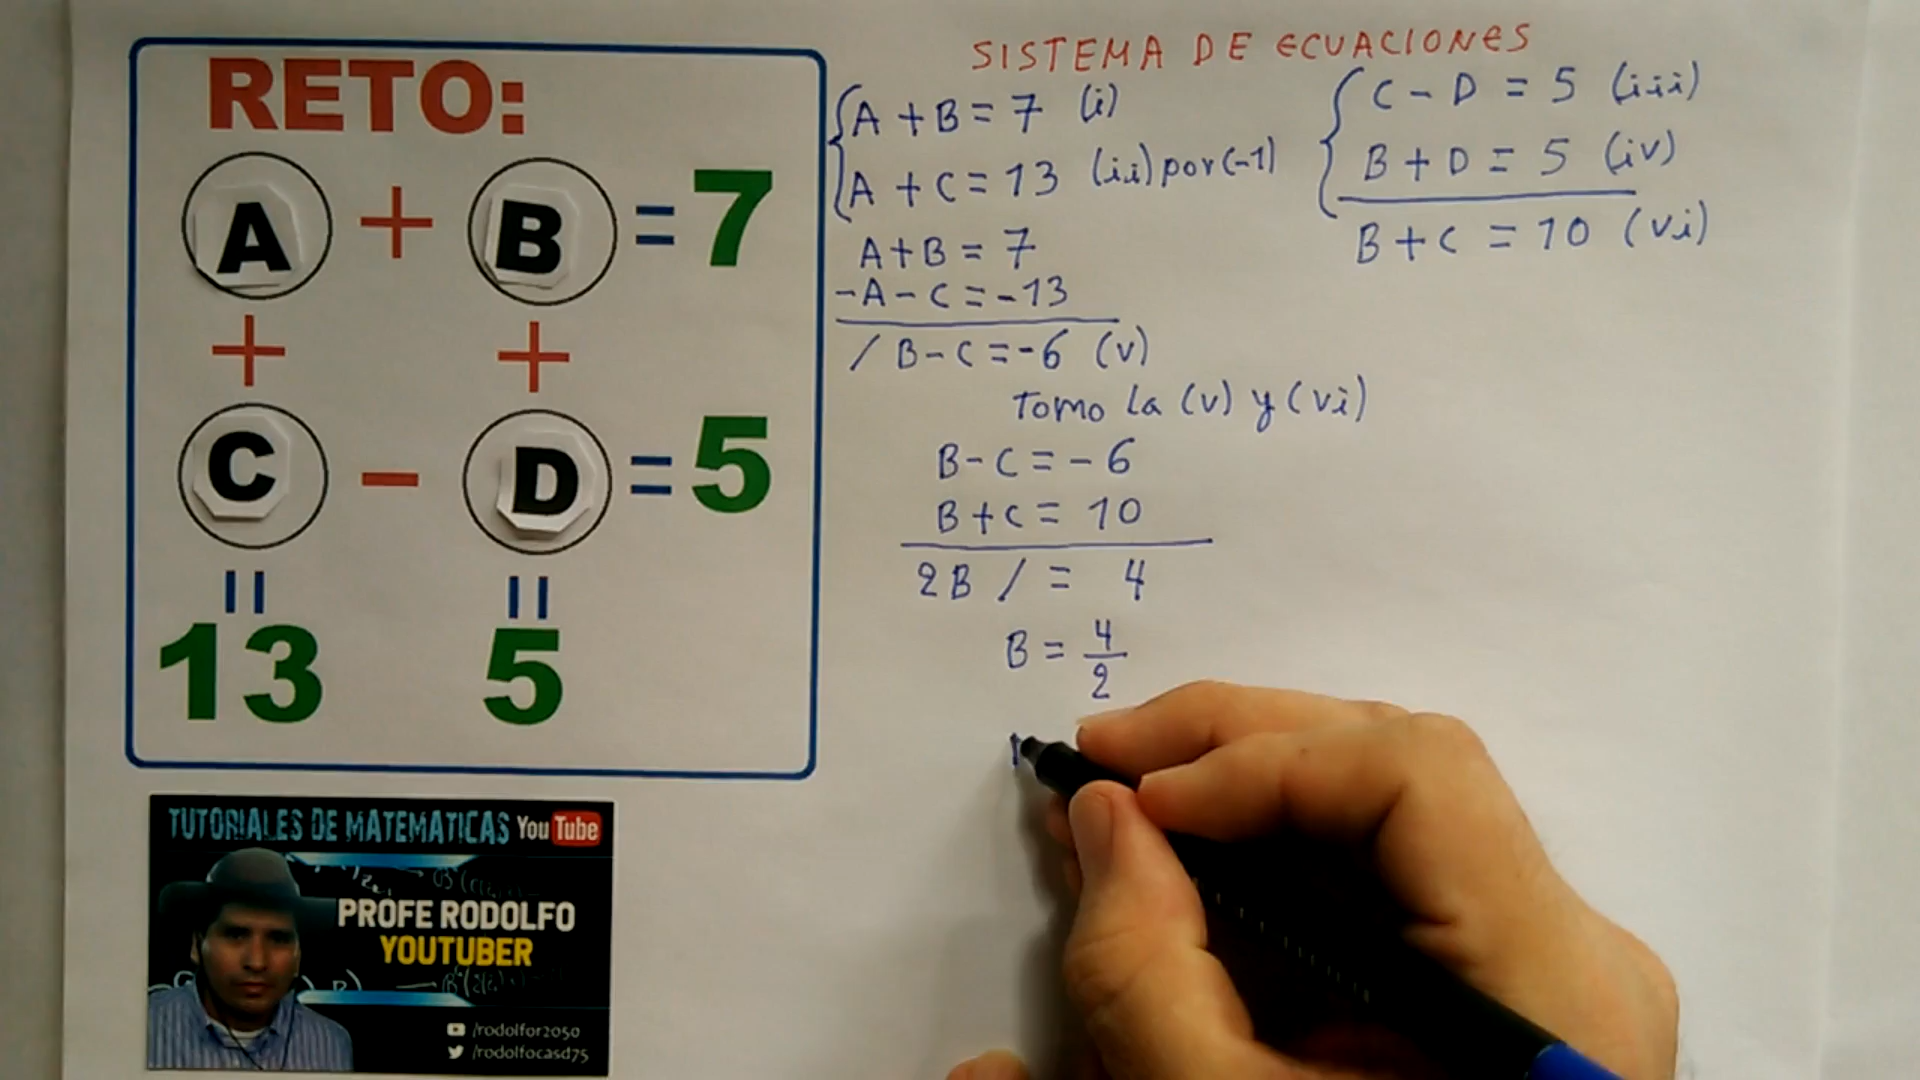 RETO:
A + B = 7
+ +
C - D = 5
= =
13 5
SISTEMA DE ECUACIONES
A + B = 7 (i)
A + C = 13 (ii) por (-1)
A + B = 7
-A - C = -13
/ B - C = -6 (v)
C - D = 5 (iii)
B + D = 5 (iv)
B + C = 10 (vi)
Tomo la (v) y (vi)
B - C = - 6
B + C = 10
2B / = 4
B = 4/2
TUTORIALES DE MATEMATICAS YouTube
PROFE RODOLFO
YOUTUBER
/rodolfor2050
/rodolfocasd75